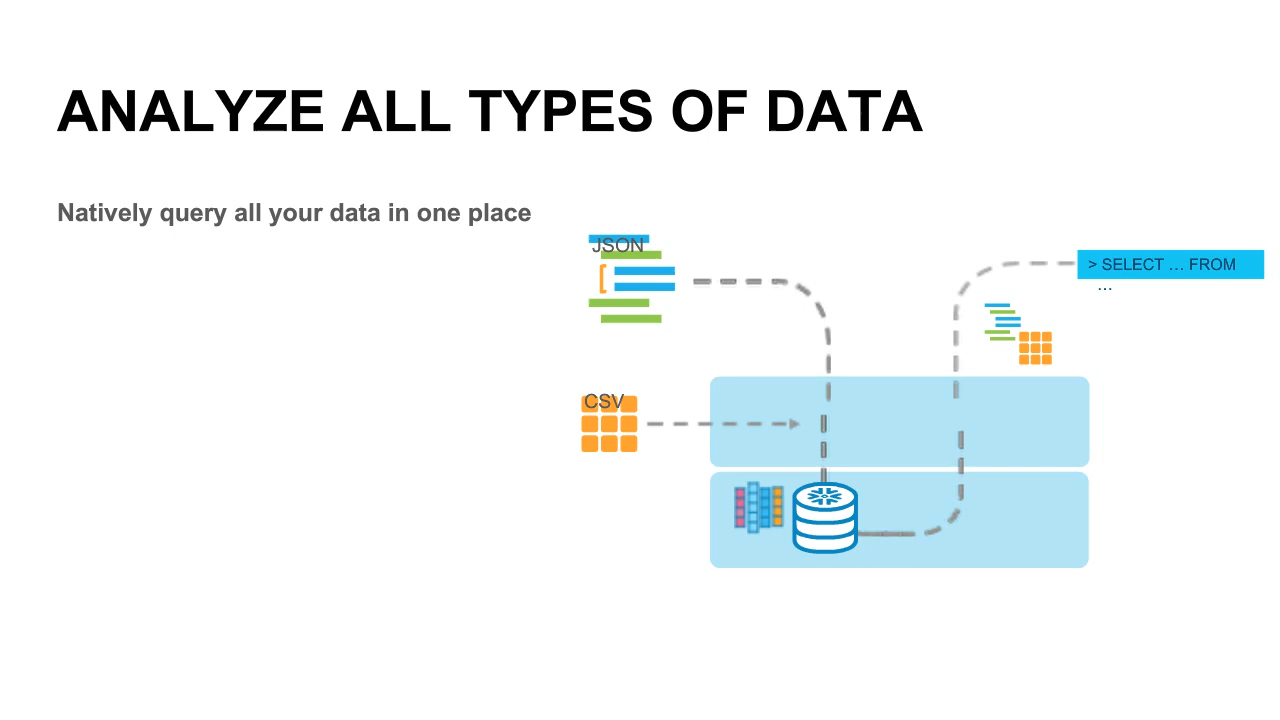 ANALYZE ALL TYPES OF DATA
Natively query all your data in one place
JSON
> SELECT … FROM
…
CSV